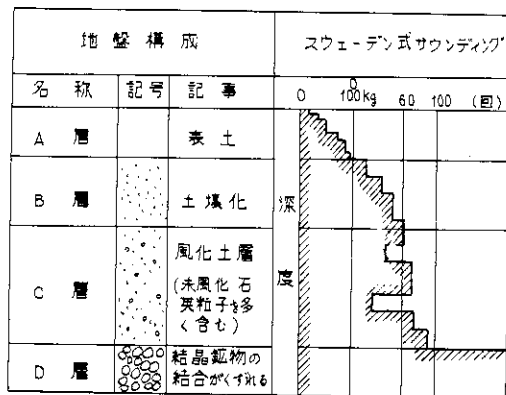 地盤構成
スウェーデン式サウンディング
名称 記号 記事
0 100kg 0 60 100 (回)
A層 表土
B層 土壌化
深度
C層 風化土層
(未風化石
英粒子を多
く含む)
D層 結晶鉱物の
結合がくずれる